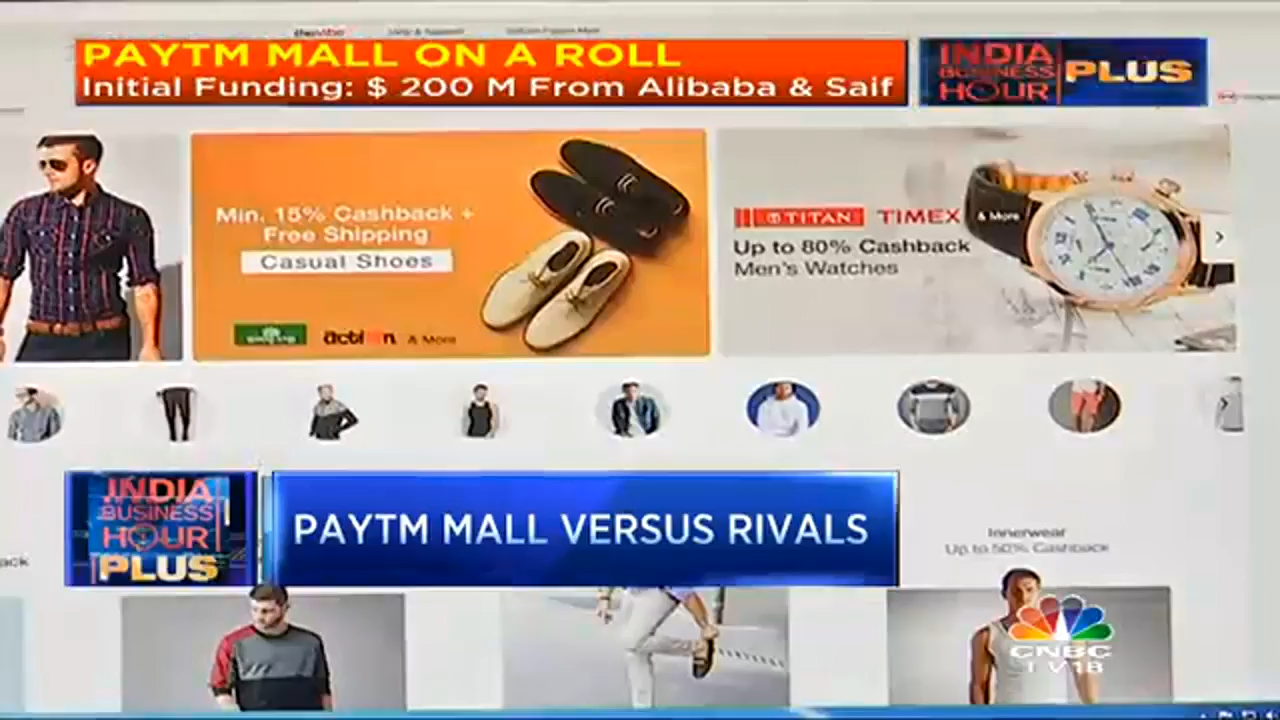 PAYTM MALL ON A ROLL
Initial Funding: $ 200 M From Alibaba & Saif
INDIA
BUSINESS
HOUR
PLUS
Min. 15% Cashback +
Free Shipping
Casual Shoes
action & More
TITAN TIMEX & More
Up to 80% Cashback
Men's Watches
INDIA
BUSINESS
HOUR
PLUS
PAYTM MALL VERSUS RIVALS
Innerwear
Up to 50% Cashback
CNBC
TV18